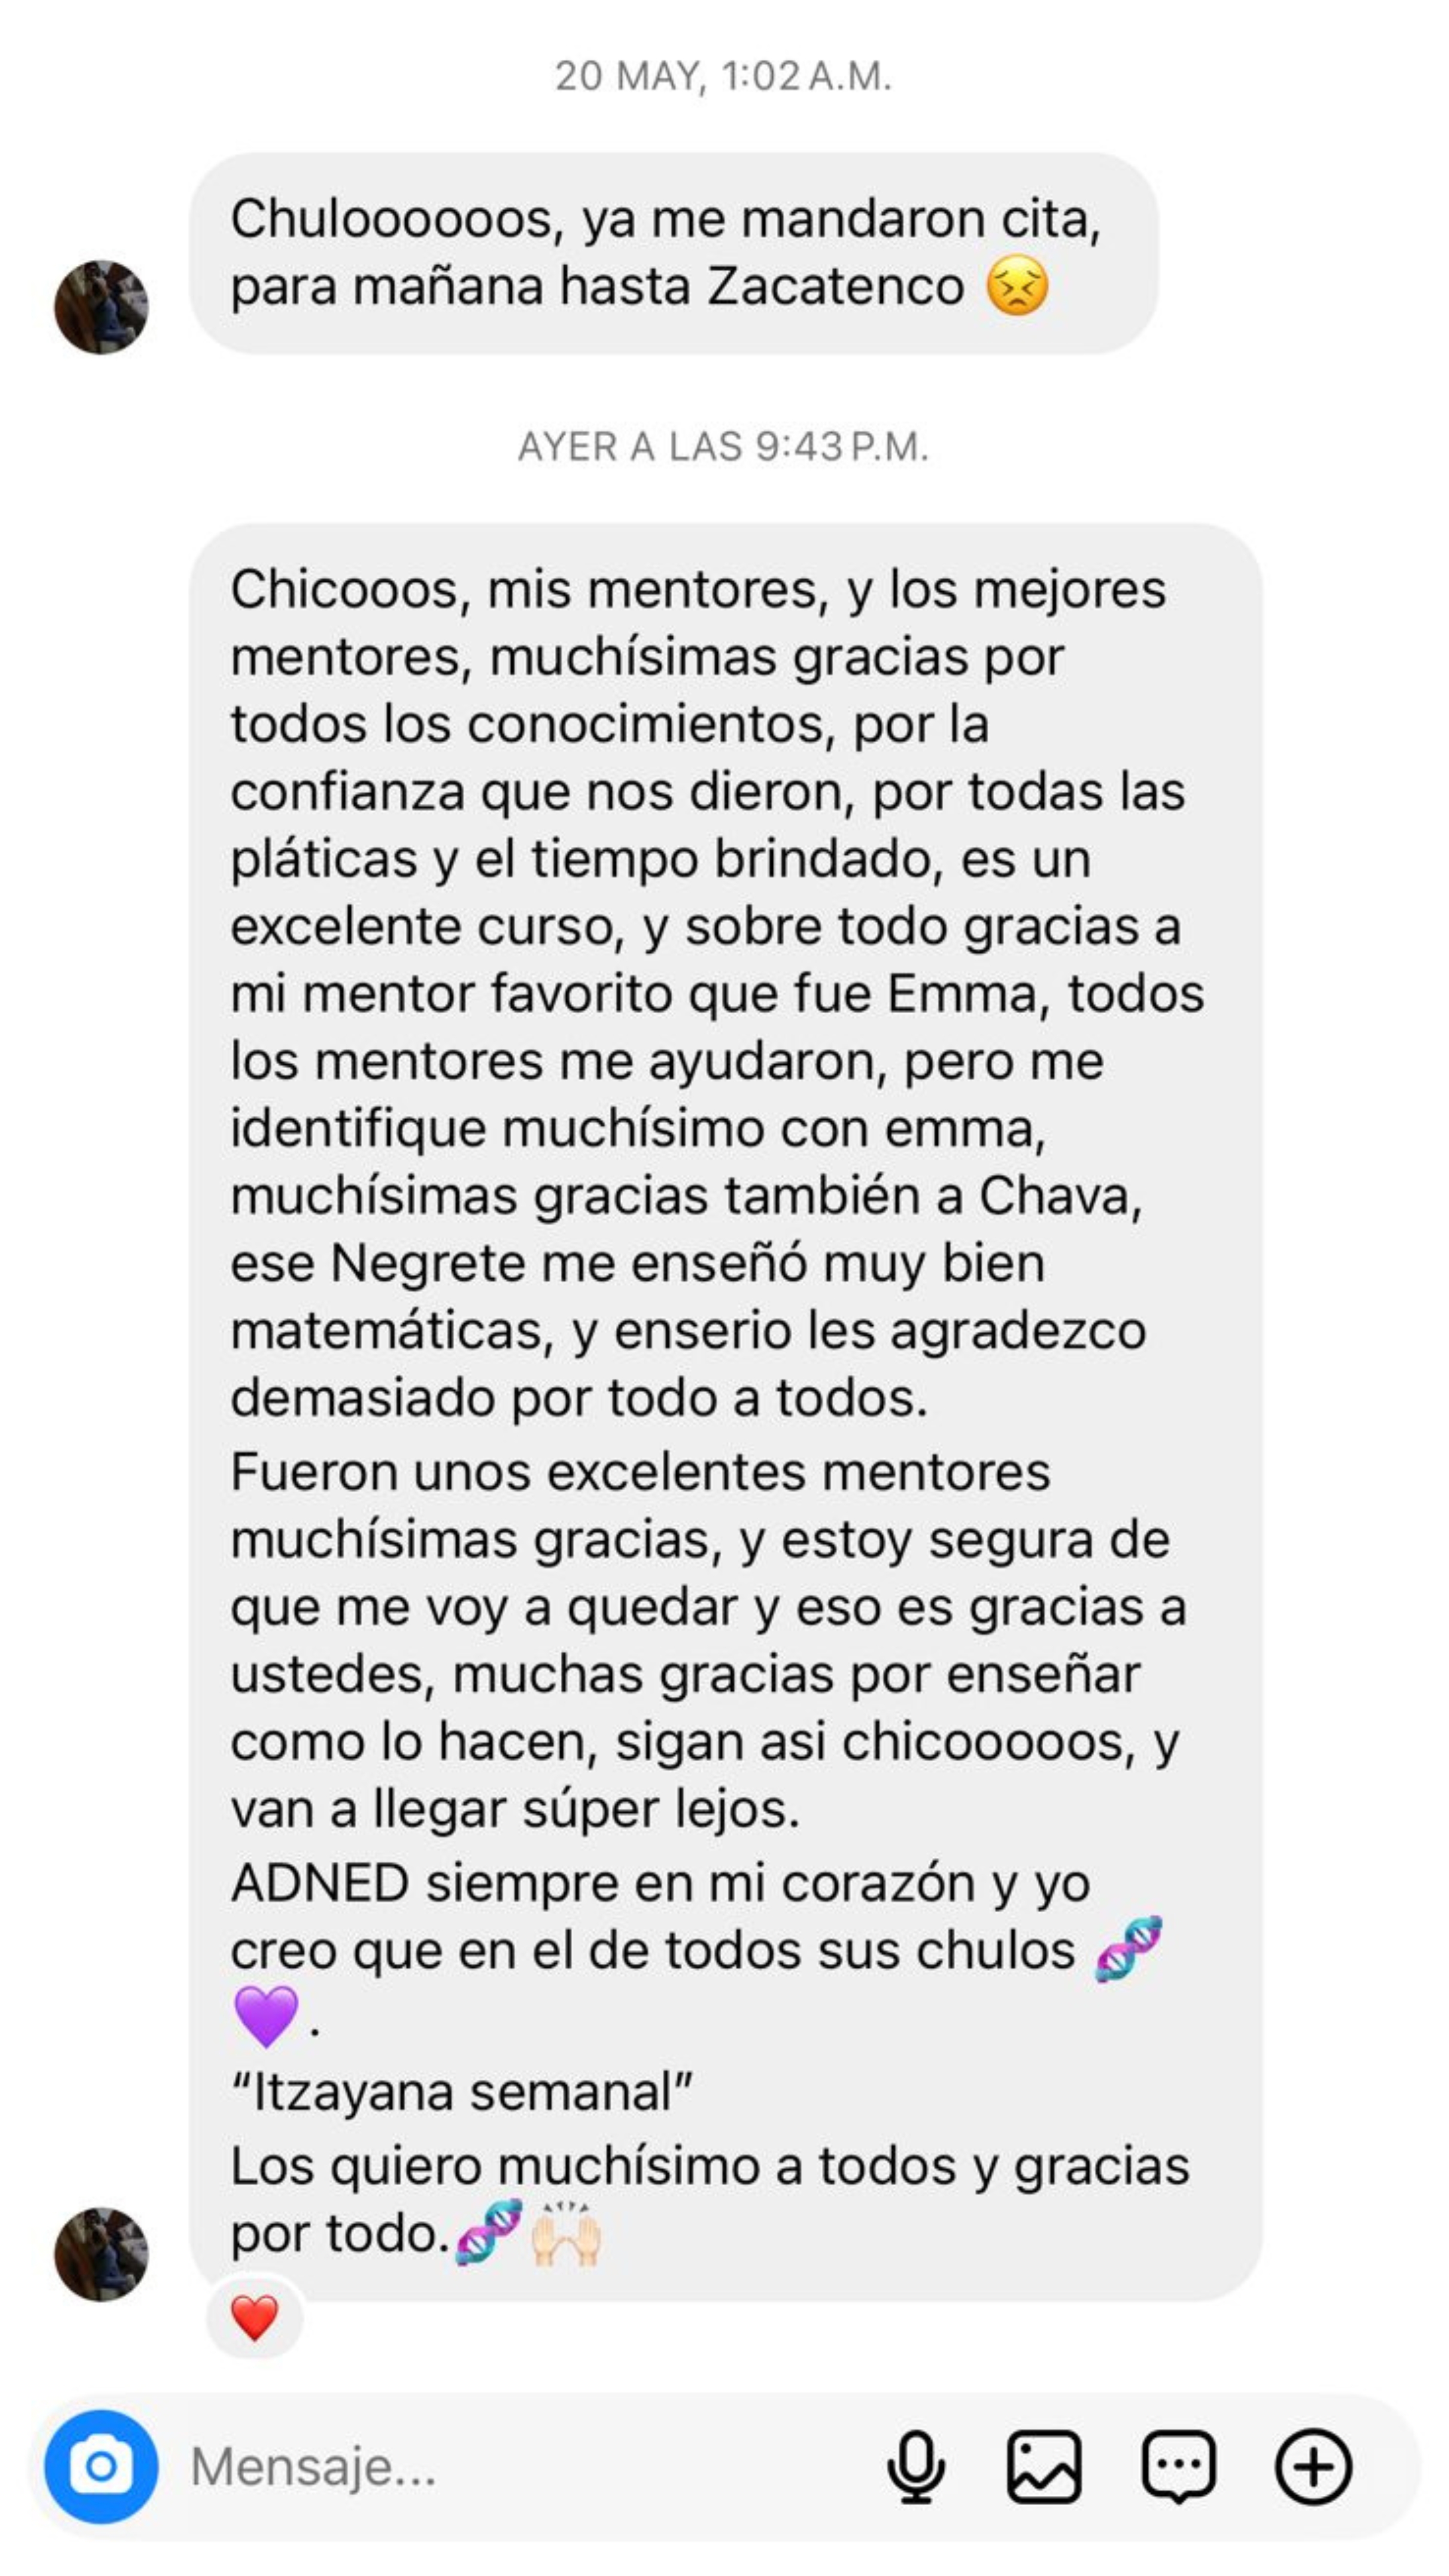 20 MAY, 1:02 A.M.
Chuloooooos, ya me mandaron cita,
para mañana hasta Zacatenco 😣
AYER A LAS 9:43 P.M.
Chicooos, mis mentores, y los mejores
mentores, muchísimas gracias por
todos los conocimientos, por la
confianza que nos dieron, por todas las
pláticas y el tiempo brindado, es un
excelente curso, y sobre todo gracias a
mi mentor favorito que fue Emma, todos
los mentores me ayudaron, pero me
identifique muchísimo con emma,
muchísimas gracias también a Chava,
ese Negrete me enseñó muy bien
matemáticas, y enserio les agradezco
demasiado por todo a todos.
Fueron unos excelentes mentores
muchísimas gracias, y estoy segura de
que me voy a quedar y eso es gracias a
ustedes, muchas gracias por enseñar
como lo hacen, sigan asi chicooooos, y
van a llegar súper lejos.
ADNED siempre en mi corazón y yo
creo que en el de todos sus chulos 🧬
💜.
“Itzayana semanal”
Los quiero muchísimo a todos y gracias
por todo.🧬🙌🏻
❤️
Mensaje...